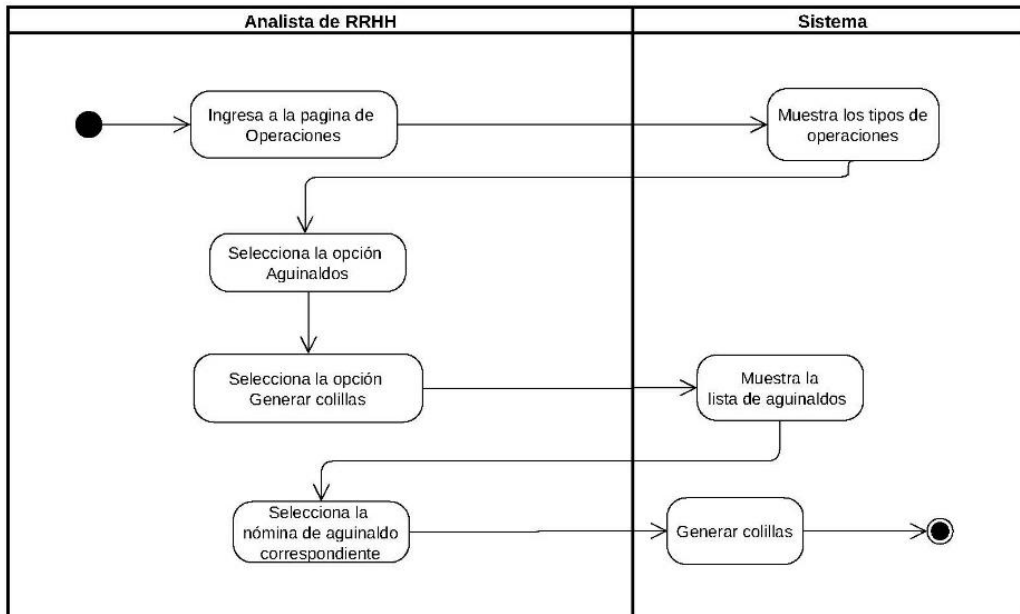 Analista de RRHH
Sistema
Ingresa a la pagina de
Operaciones
Muestra los tipos de
operaciones
Selecciona la opción
Aguinaldos
Selecciona la opción
Generar colillas
Muestra la
lista de aguinaldos
Selecciona la
nómina de aguinaldo
correspondiente
Generar colillas